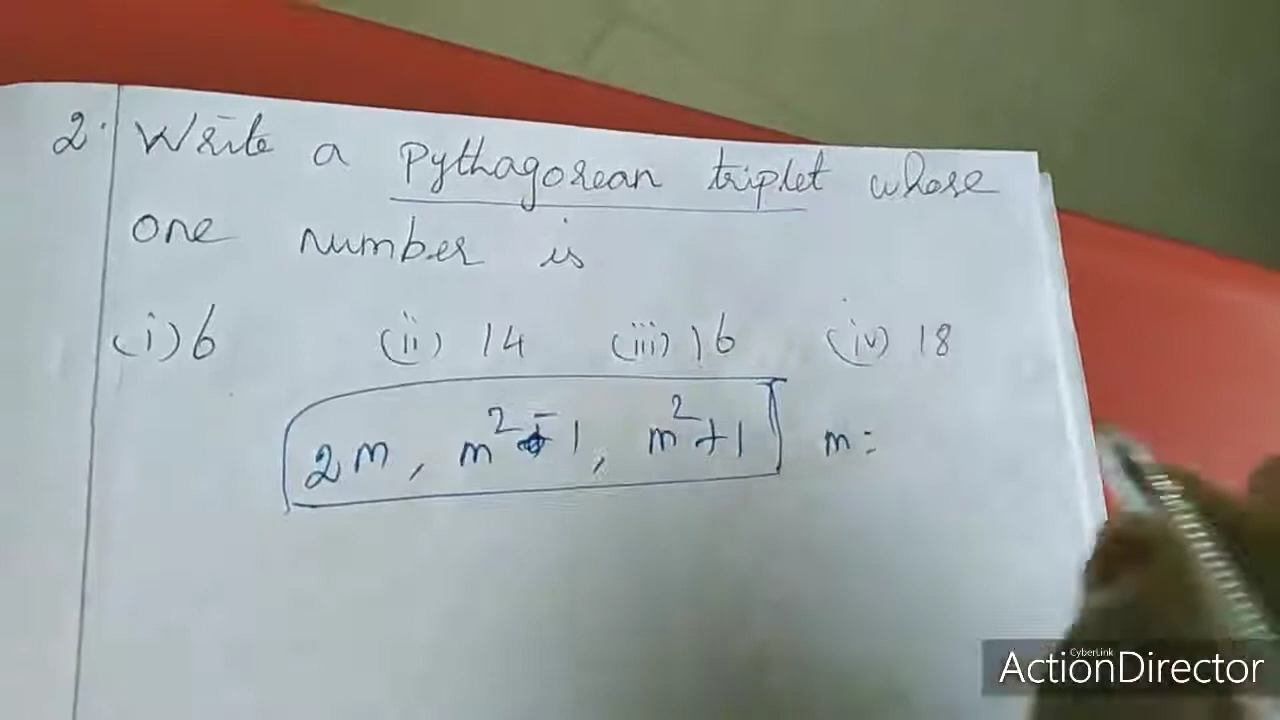 2. Write a Pythagorean triplet whose
one number is
(i) 6 (ii) 14 (iii) 16 (iv) 18
2m, m²-1, m²+1 m =
CyberLink
ActionDirector